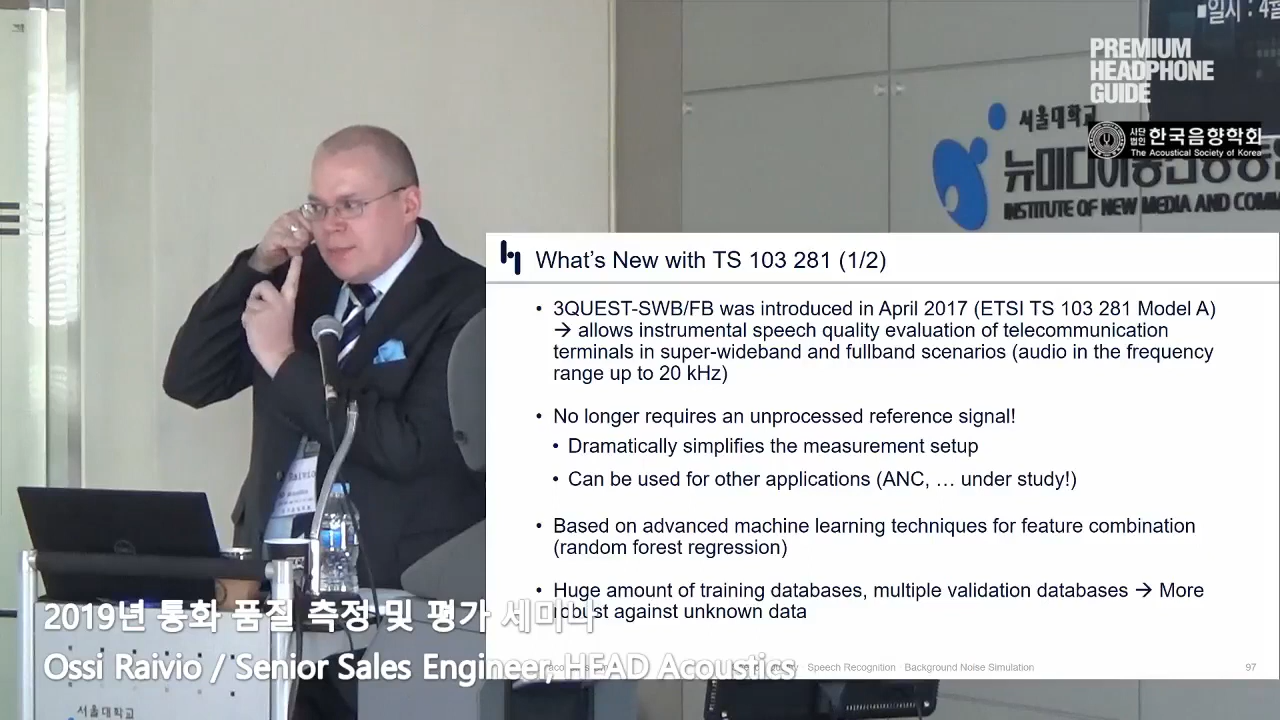 ■일시 : 4월
PREMIUM
HEADPHONE
GUIDE
사단
법인 한국음향학회
The Acoustical Society of Korea
서울대학교
INSTITUTE OF NEW MEDIA AND COMM
What's New with TS 103 281 (1/2)
• 3QUEST-SWB/FB was introduced in April 2017 (ETSI TS 103 281 Model A)
→ allows instrumental speech quality evaluation of telecommunication
terminals in super-wideband and fullband scenarios (audio in the frequency
range up to 20 kHz)
• No longer requires an unprocessed reference signal!
• Dramatically simplifies the measurement setup
• Can be used for other applications (ANC, … under study!)
• Based on advanced machine learning techniques for feature combination
(random forest regression)
• Huge amount of training databases, multiple validation databases → More
robust against unknown data
Speech Recognition Background Noise Simulation 97
Raivio
2019년 통화 품질 측정 및 평가 세미나
Ossi Raivio / Senior Sales Engineer, HEAD Acoustics
서울대학교